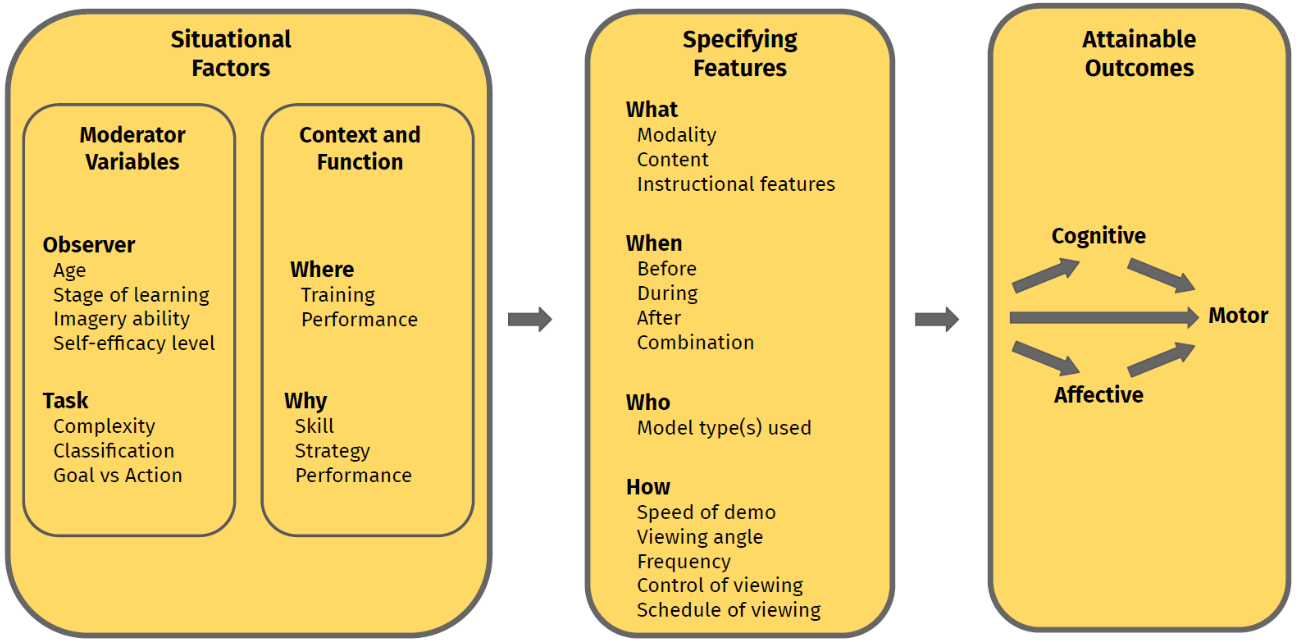 Situational
Factors
Moderator
Variables
Observer
Age
Stage of learning
Imagery ability
Self-efficacy level
Task
Complexity
Classification
Goal vs Action
Context and
Function
Where
Training
Performance
Why
Skill
Strategy
Performance
Specifying
Features
What
Modality
Content
Instructional features
When
Before
During
After
Combination
Who
Model type(s) used
How
Speed of demo
Viewing angle
Frequency
Control of viewing
Schedule of viewing
Attainable
Outcomes
Cognitive
Motor
Affective